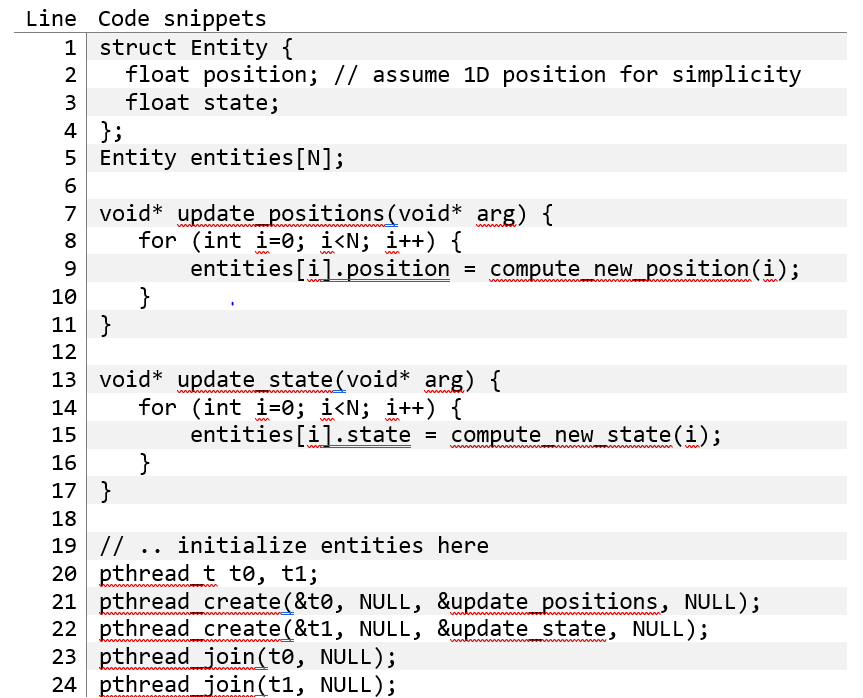 Line Code snippets
1 struct Entity {
2 float position; // assume 1D position for simplicity
3 float state;
4 };
5 Entity entities[N];
6
7 void* update_positions(void* arg) {
8 for (int i=0; i<N; i++) {
9 entities[i].position = compute_new_position(i);
10 }
11 }
12
13 void* update_state(void* arg) {
14 for (int i=0; i<N; i++) {
15 entities[i].state = compute_new_state(i);
16 }
17 }
18
19 // .. initialize entities here
20 pthread_t t0, t1;
21 pthread_create(&t0, NULL, &update_positions, NULL);
22 pthread_create(&t1, NULL, &update_state, NULL);
23 pthread_join(t0, NULL);
24 pthread_join(t1, NULL);